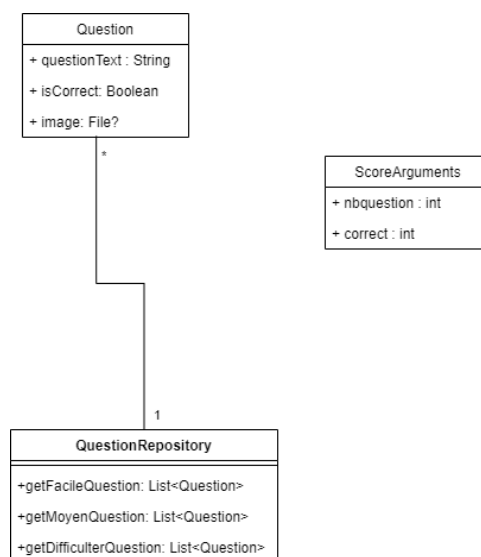 Question
+ questionText : String
+ isCorrect: Boolean
+ image: File?
*
ScoreArguments
+ nbquestion : int
+ correct : int
1
QuestionRepository
+getFacileQuestion: List<Question>
+getMoyenQuestion: List<Question>
+getDifficulterQuestion: List<Question>